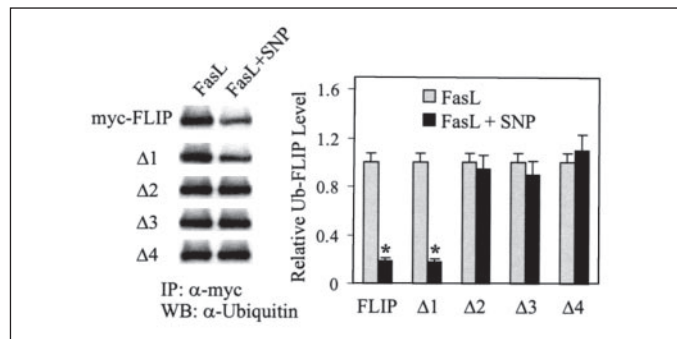 FasL
FasL+SNP
myc-FLIP
Δ1
Δ2
Δ3
Δ4
IP: α-myc
WB: α-Ubiquitin
Relative Ub-FLIP Level
1.6
1.2
0.8
0.4
0
FasL
FasL + SNP
*
*
FLIP Δ1 Δ2 Δ3 Δ4